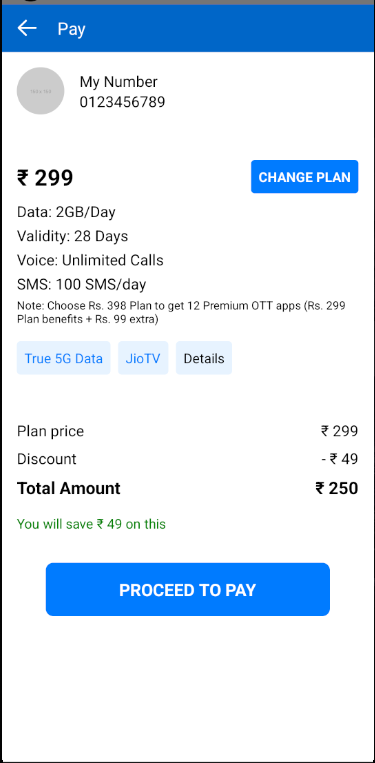 Pay
My Number
0123456789
₹ 299
CHANGE PLAN
Data: 2GB/Day
Validity: 28 Days
Voice: Unlimited Calls
SMS: 100 SMS/day
Note: Choose Rs. 398 Plan to get 12 Premium OTT apps (Rs. 299
Plan benefits + Rs. 99 extra)
True 5G Data JioTV Details
Plan price ₹ 299
Discount - ₹ 49
Total Amount ₹ 250
You will save ₹ 49 on this
PROCEED TO PAY